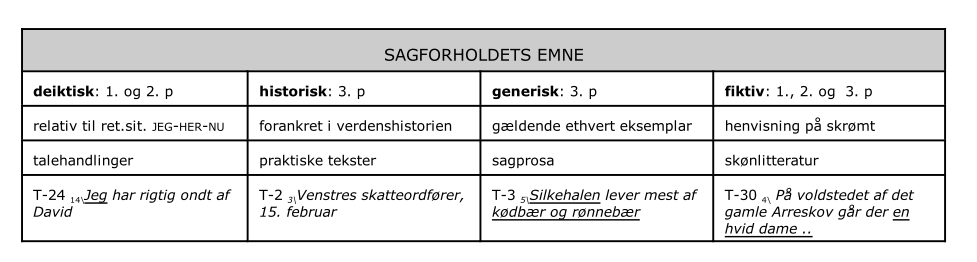 SAGFORHOLDETS EMNE
deiktisk: 1. og 2. p
historisk: 3. p
generisk: 3. p
fiktiv: 1., 2. og 3. p
relativ til ret.sit. JEG-HER-NU
forankret i verdenshistorien
gældende ethvert eksemplar
henvisning på skrømt
talehandlinger
praktiske tekster
sagprosa
skønlitteratur
T-24 14\Jeg har rigtig ondt af
David
T-2 3\Venstres skatteordfører,
15. februar
T-3 5\Silkehalen lever mest af
kødbær og rønnebær
T-30 4\ På voldstedet af det
gamle Arreskov går der en
hvid dame ..